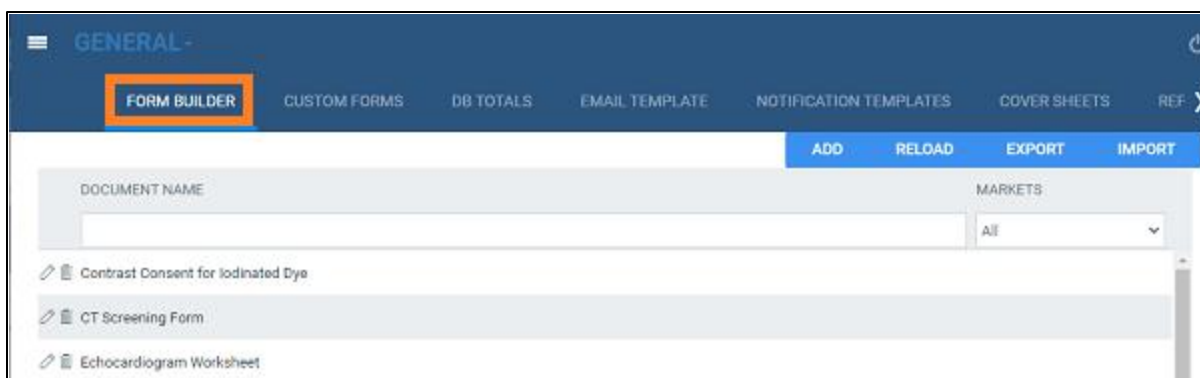 GENERAL-
FORM BUILDER CUSTOM FORMS DB TOTALS EMAIL TEMPLATE NOTIFICATION TEMPLATES COVER SHEETS REF
ADD RELOAD EXPORT IMPORT
DOCUMENT NAME MARKETS
All
Contrast Consent for Iodinated Dye
CT Screening Form
Echocardiogram Worksheet